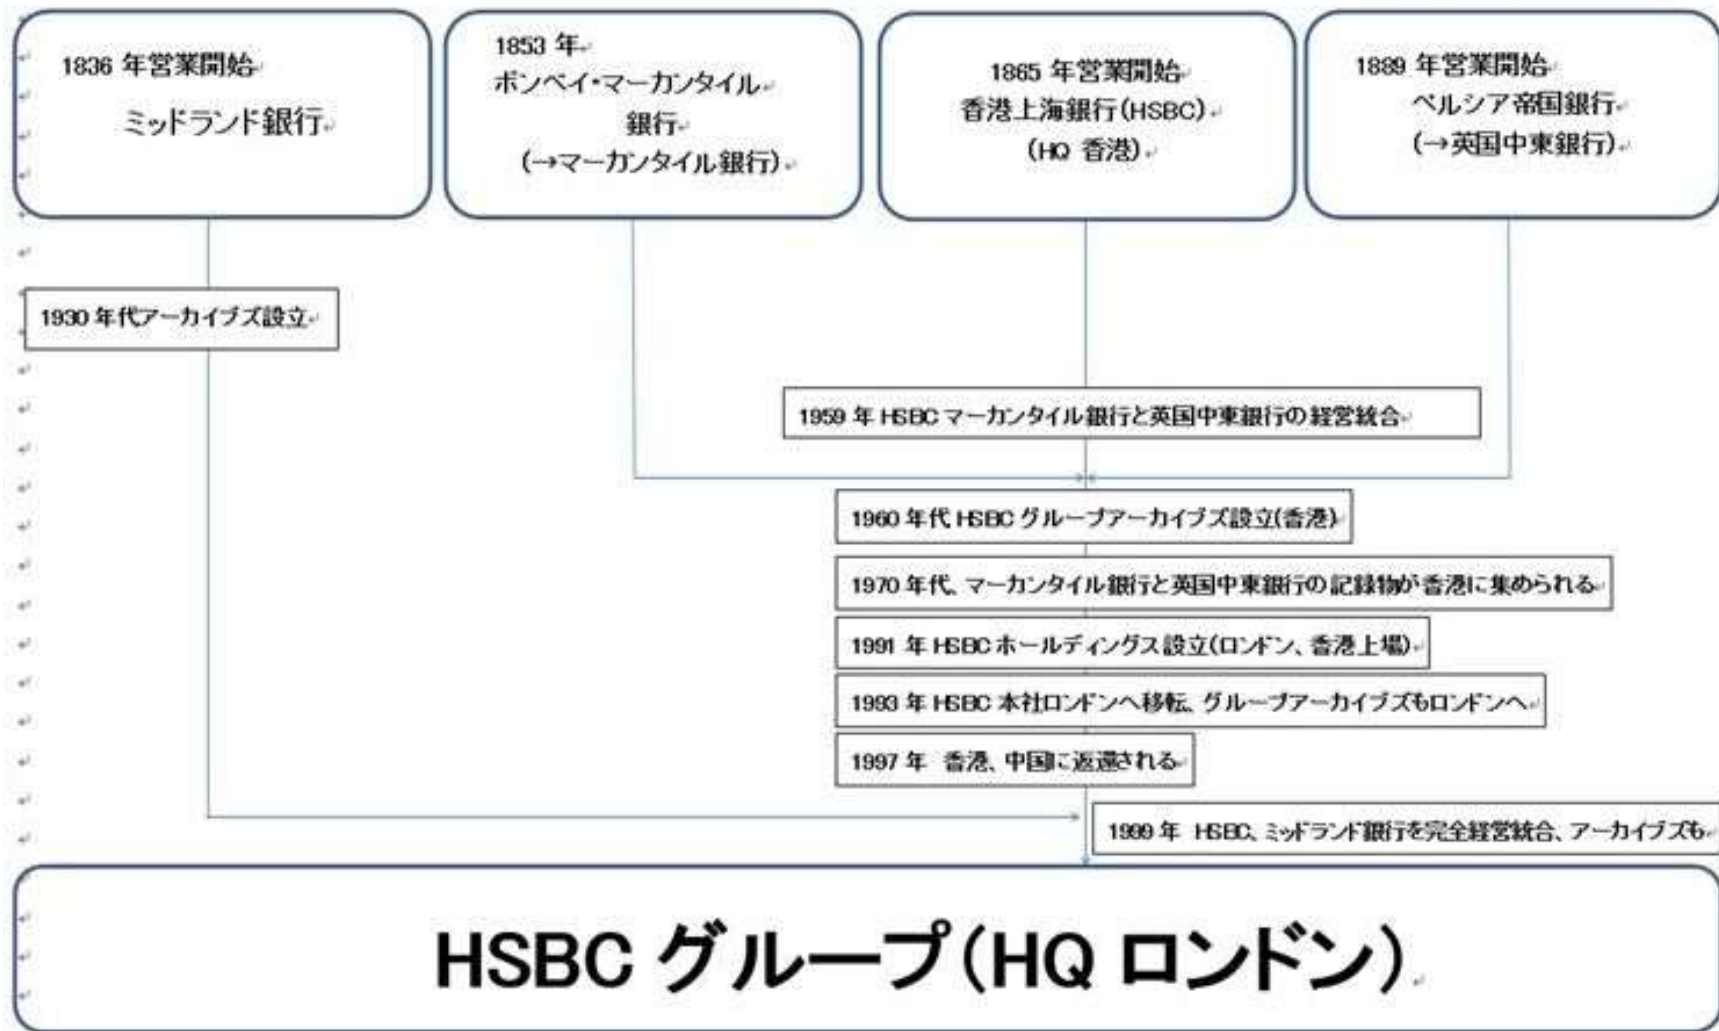 1836 年営業開始
ミッドランド銀行
1853 年
ボンベイ・マーカンタイル
銀行
(→マーカンタイル銀行)
1865 年営業開始
香港上海銀行(HSBC)
(HQ 香港)
1889 年営業開始
ペルシア帝国銀行
(→英国中東銀行)
1930 年代アーカイブズ設立
1959 年 HSBC マーカンタイル銀行と英国中東銀行の経営統合
1960 年代 HSBC グループアーカイブズ設立(香港)
1970 年代、マーカンタイル銀行と英国中東銀行の記録物が香港に集められる
1991 年 HSBC ホールディングス設立(ロンドン、香港上場)
1993 年 HSBC 本社ロンドンへ移転、グループアーカイブズもロンドンへ
1997 年 香港、中国に返還される
1999 年 HSBC、ミッドランド銀行を完全経営統合、アーカイブズも
HSBC グループ(HQ ロンドン)